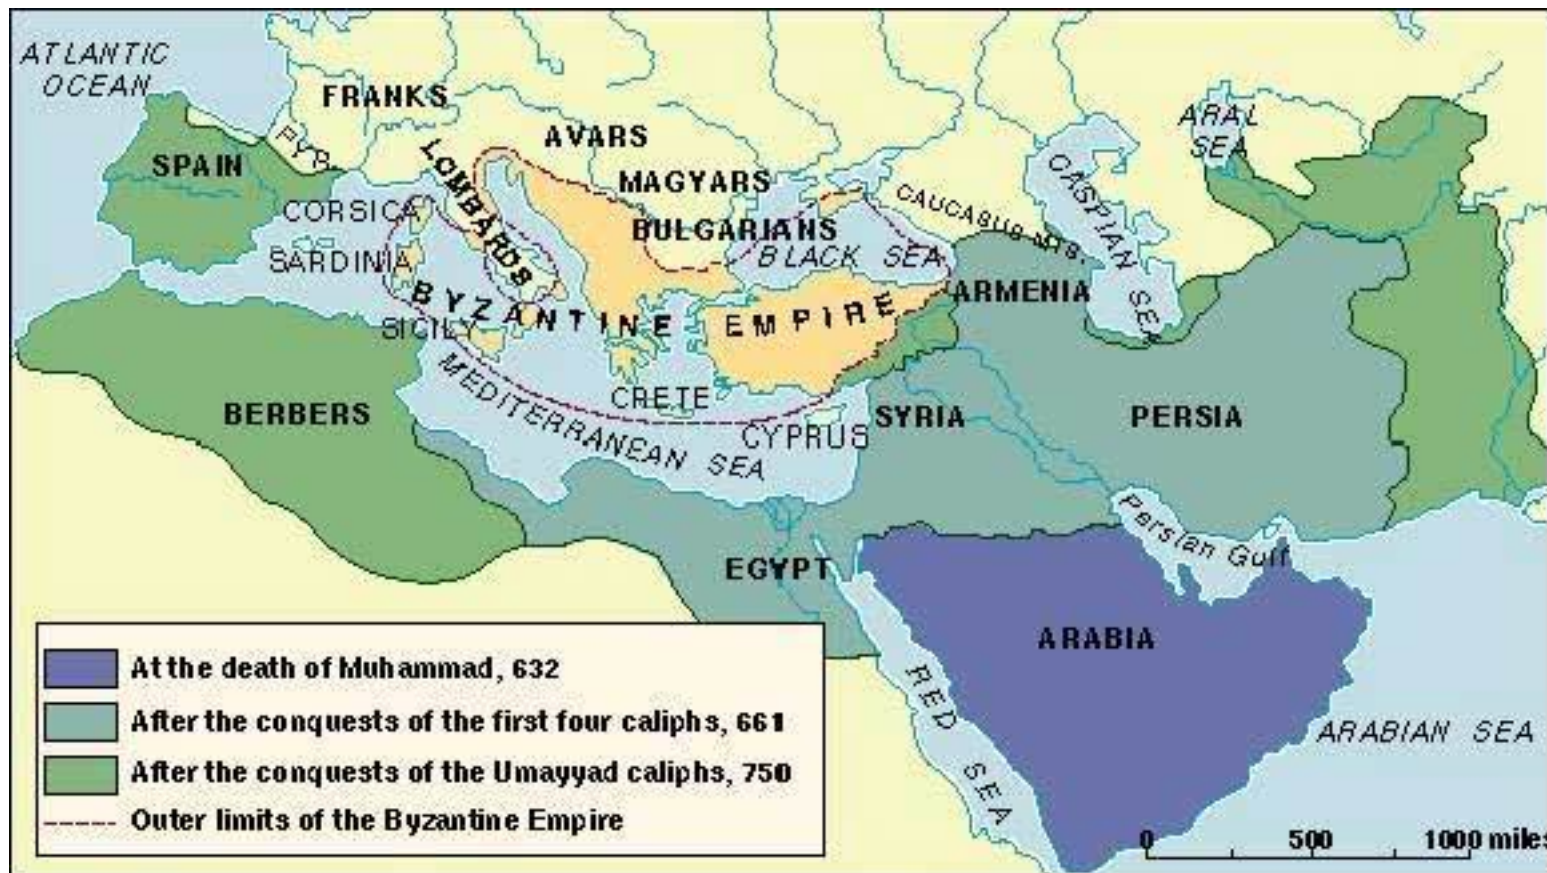 ATLANTIC
OCEAN
FRANKS
AVARS
ARAL
SEA
PYS
SPAIN
LOMBARDS
MAGYARS
CASPIAN SEA
CORSICA
BULGARIANS
CAUCASUS MTS.
SARDINIA
BLACK SEA
BYZANTINE EMPIRE
ARMENIA
SICILY
MEDITERRANEAN SEA
CRETE
BERBERS
CYPRUS
SYRIA
PERSIA
Persian Gulf
EGYPT
ARABIA
RED SEA
ARABIAN SEA
At the death of Muhammad, 632
After the conquests of the first four caliphs, 661
After the conquests of the Umayyad caliphs, 750
Outer limits of the Byzantine Empire
0 500 1000 miles